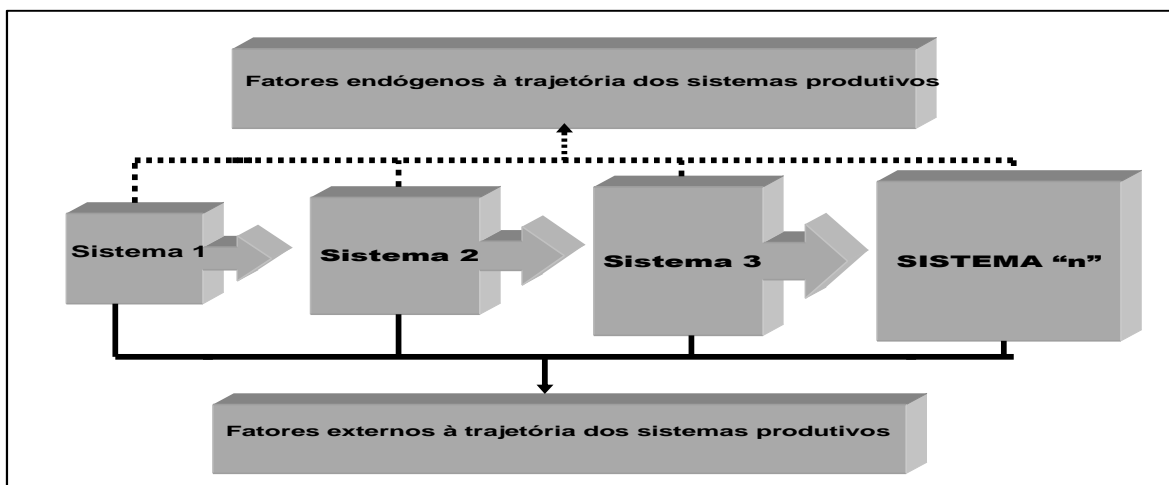 Fatores endógenos à trajetória dos sistemas produtivos
Sistema 1
Sistema 2
Sistema 3
SISTEMA “n”
Fatores externos à trajetória dos sistemas produtivos